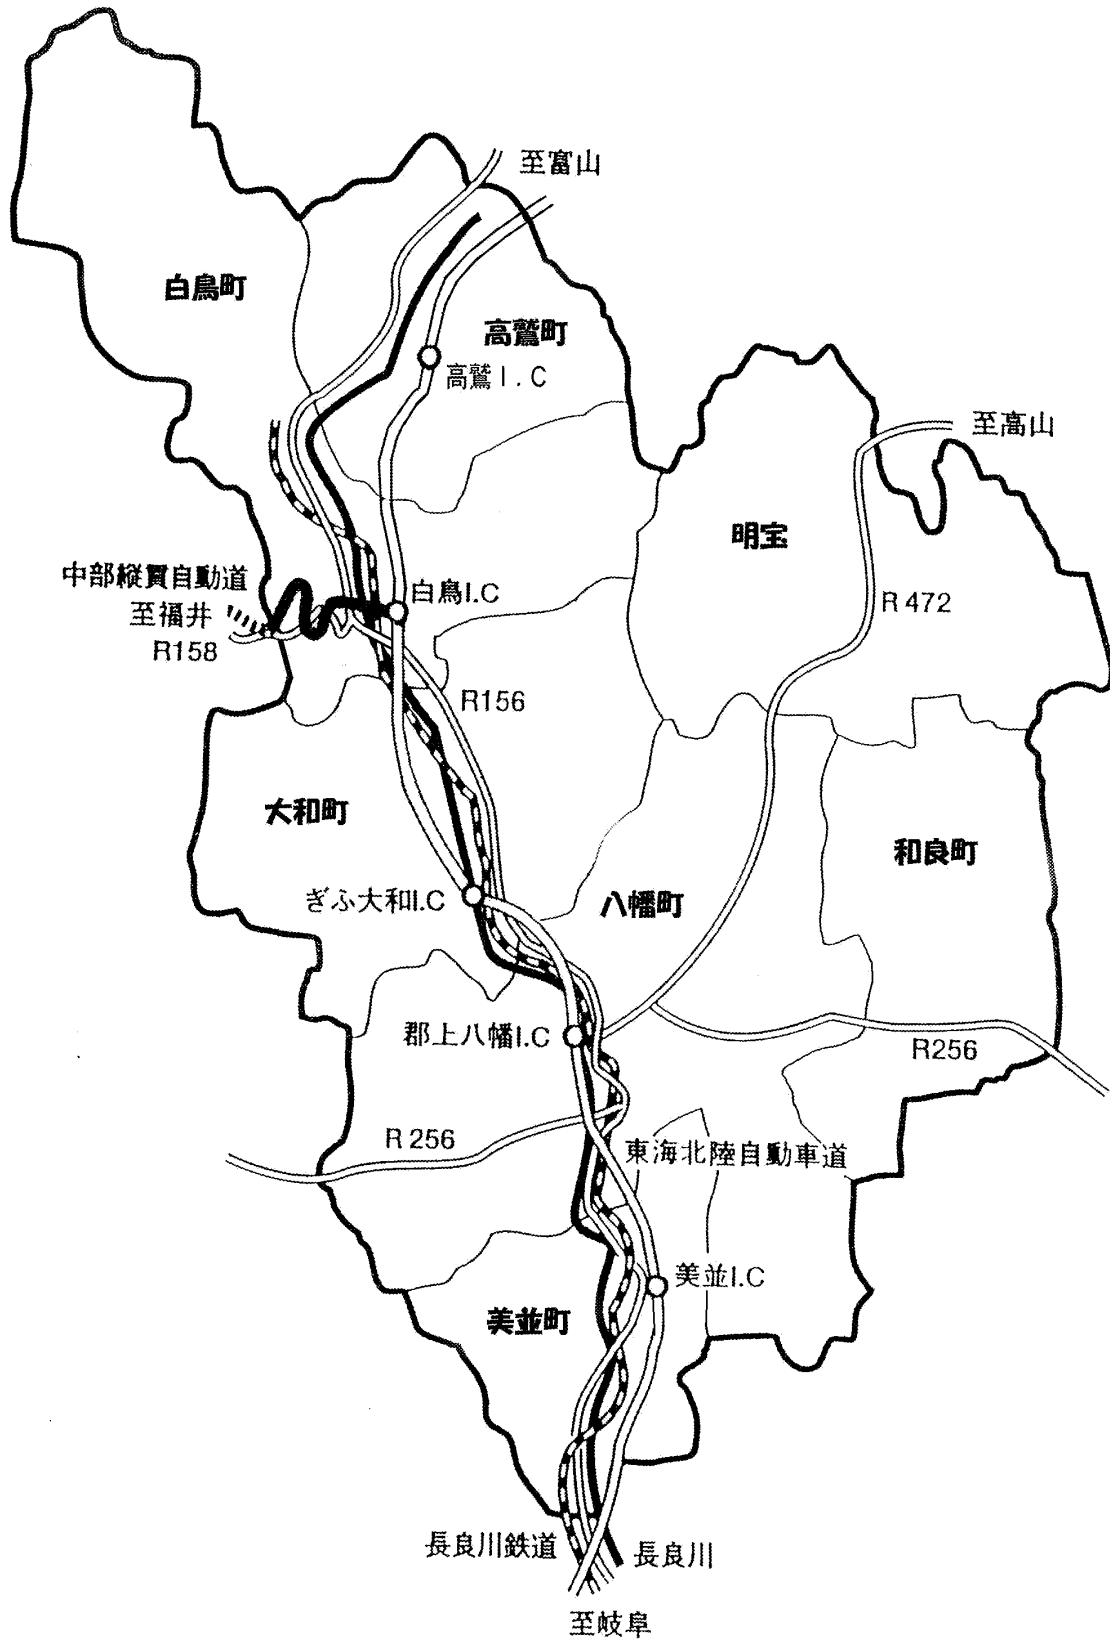 至富山
白鳥町
高鷲町
高鷲I.C
至高山
明宝
中部縦貫自動道
至福井
R158
白鳥I.C
R 472
R156
大和町
和良町
ぎふ大和I.C
八幡町
郡上八幡I.C
R256
R 256
東海北陸自動車道
美並I.C
美並町
長良川鉄道
長良川
至岐阜